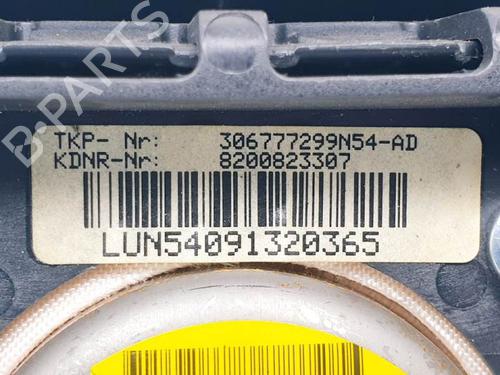 B-PARTS
TKP- Nr: 306777299N54-AD
KDNR-Nr: 8200823307
LUN54091320365